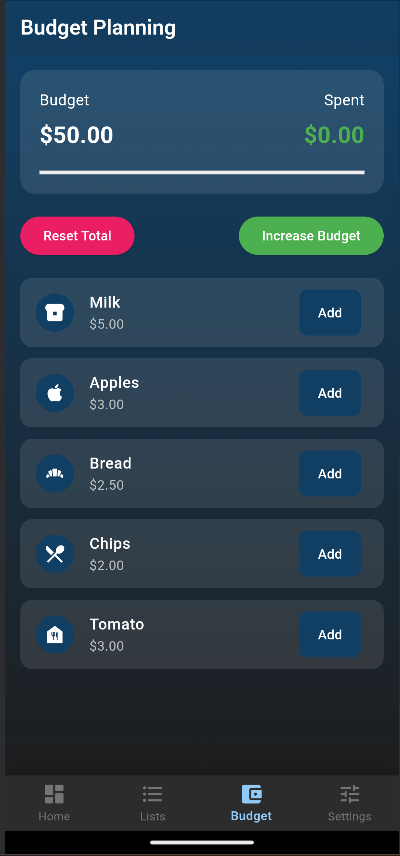 Budget Planning
Budget Spent
$50.00 $0.00
Reset Total Increase Budget
Milk
$5.00
Add
Apples
$3.00
Add
Bread
$2.50
Add
Chips
$2.00
Add
Tomato
$3.00
Add
Home Lists Budget Settings